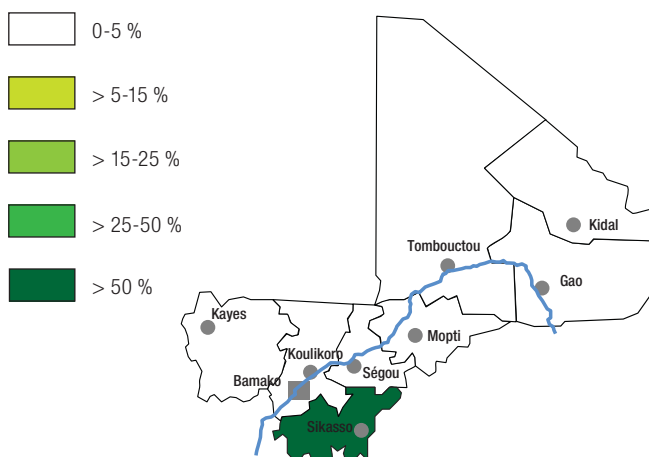 0-5 %
> 5-15 %
> 15-25 %
> 25-50 %
> 50 %
Kidal
Tombouctou
Gao
Kayes
Mopti
Koulikoro
Ségou
Bamako
Sikasso